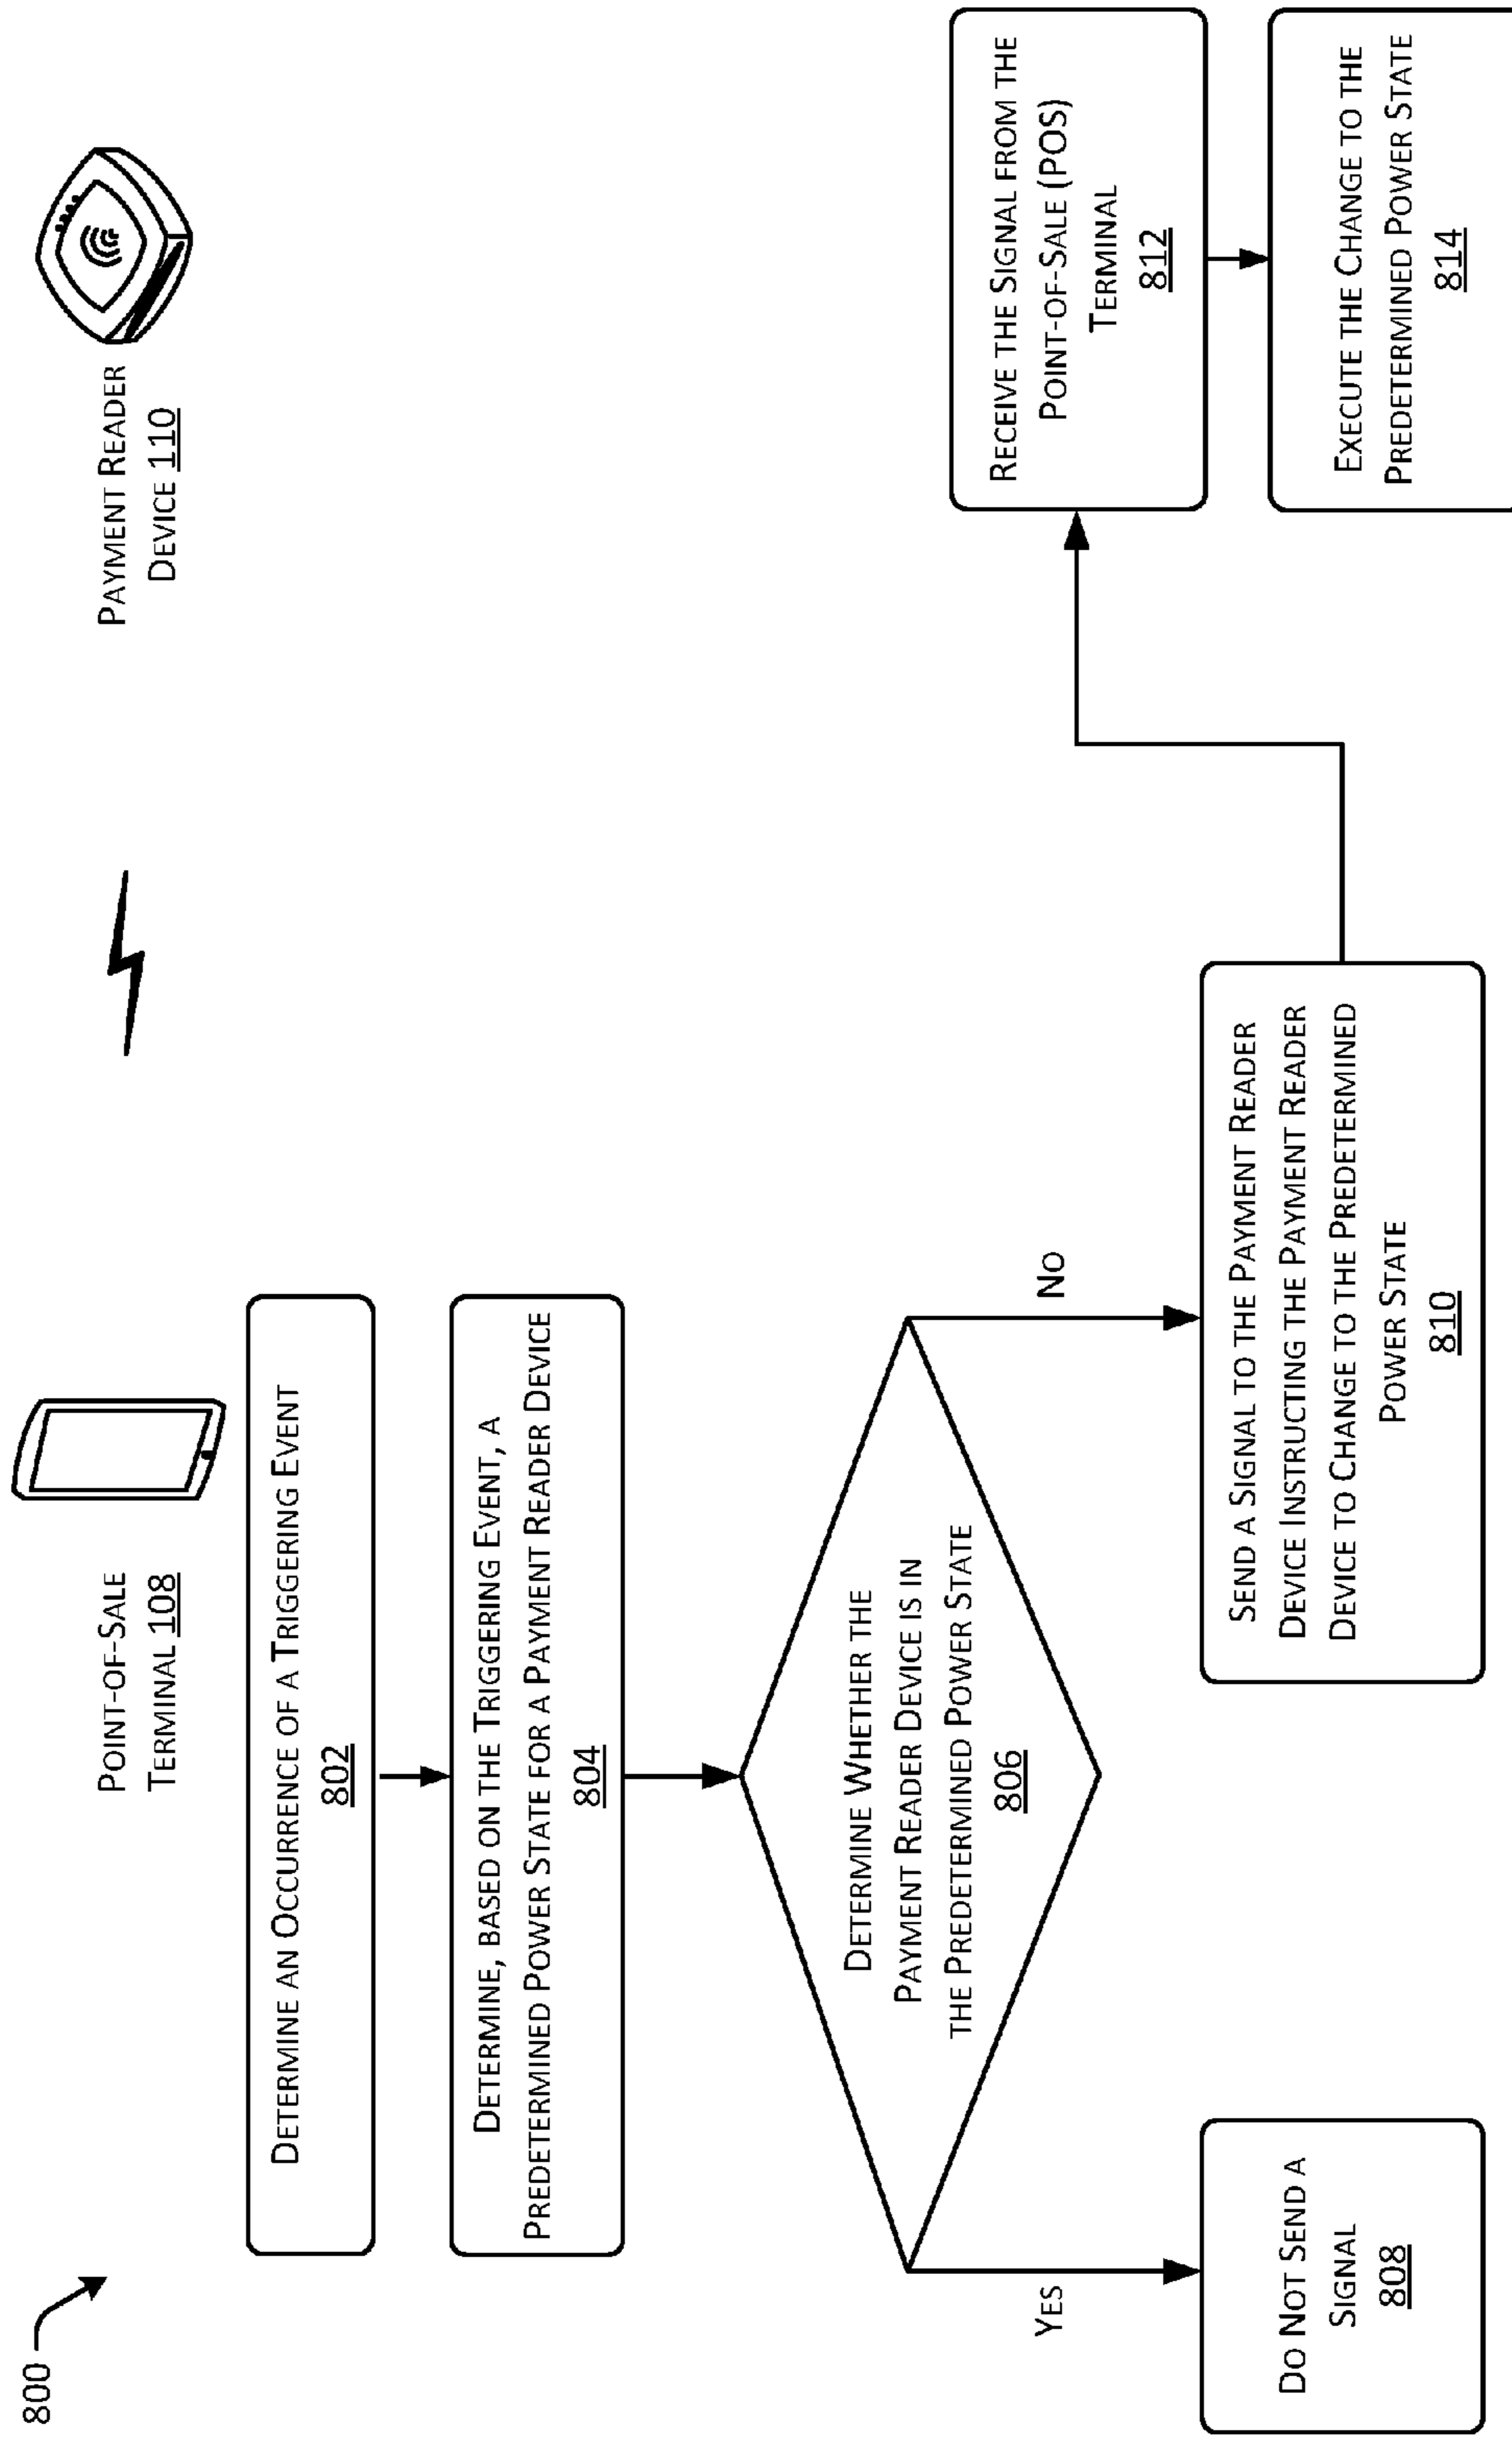 800
POINT-OF-SALE
TERMINAL 108
PAYMENT READER
DEVICE 110
DETERMINE AN OCCURRENCE OF A TRIGGERING EVENT
802
DETERMINE, BASED ON THE TRIGGERING EVENT, A
PREDETERMINED POWER STATE FOR A PAYMENT READER DEVICE
804
DETERMINE WHETHER THE
PAYMENT READER DEVICE IS IN
THE PREDETERMINED POWER STATE
806
YES
NO
DO NOT SEND A
SIGNAL
808
SEND A SIGNAL TO THE PAYMENT READER
DEVICE INSTRUCTING THE PAYMENT READER
DEVICE TO CHANGE TO THE PREDETERMINED
POWER STATE
810
RECEIVE THE SIGNAL FROM THE
POINT-OF-SALE (POS)
TERMINAL
812
EXECUTE THE CHANGE TO THE
PREDETERMINED POWER STATE
814